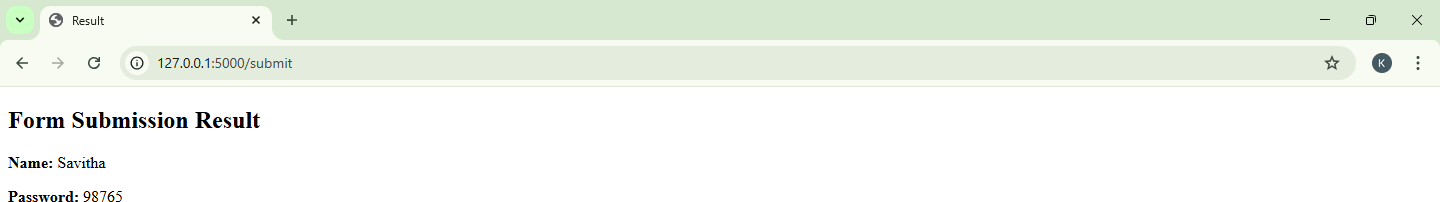 Result
127.0.0.1:5000/submit
K
Form Submission Result
Name: Savitha
Password: 98765